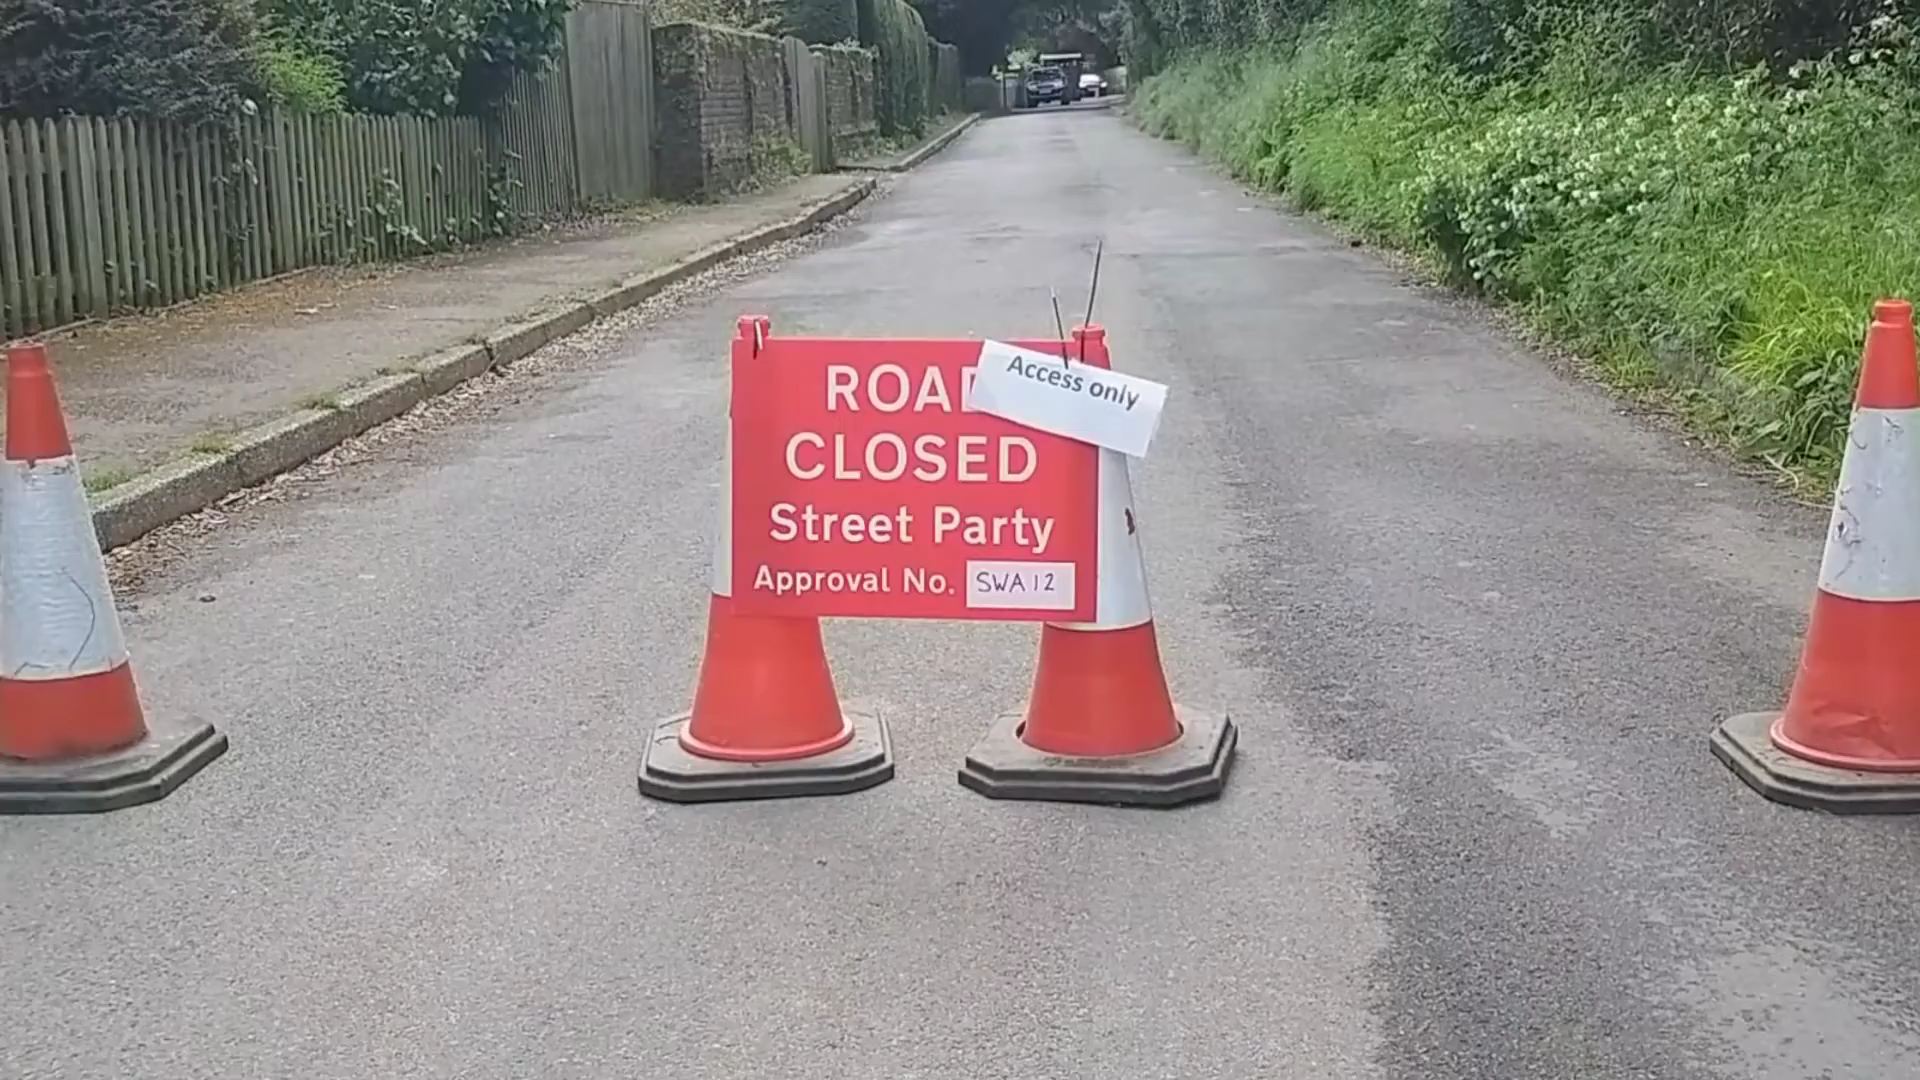 ROAD
Access only
CLOSED
Street Party
Approval No. SWA12